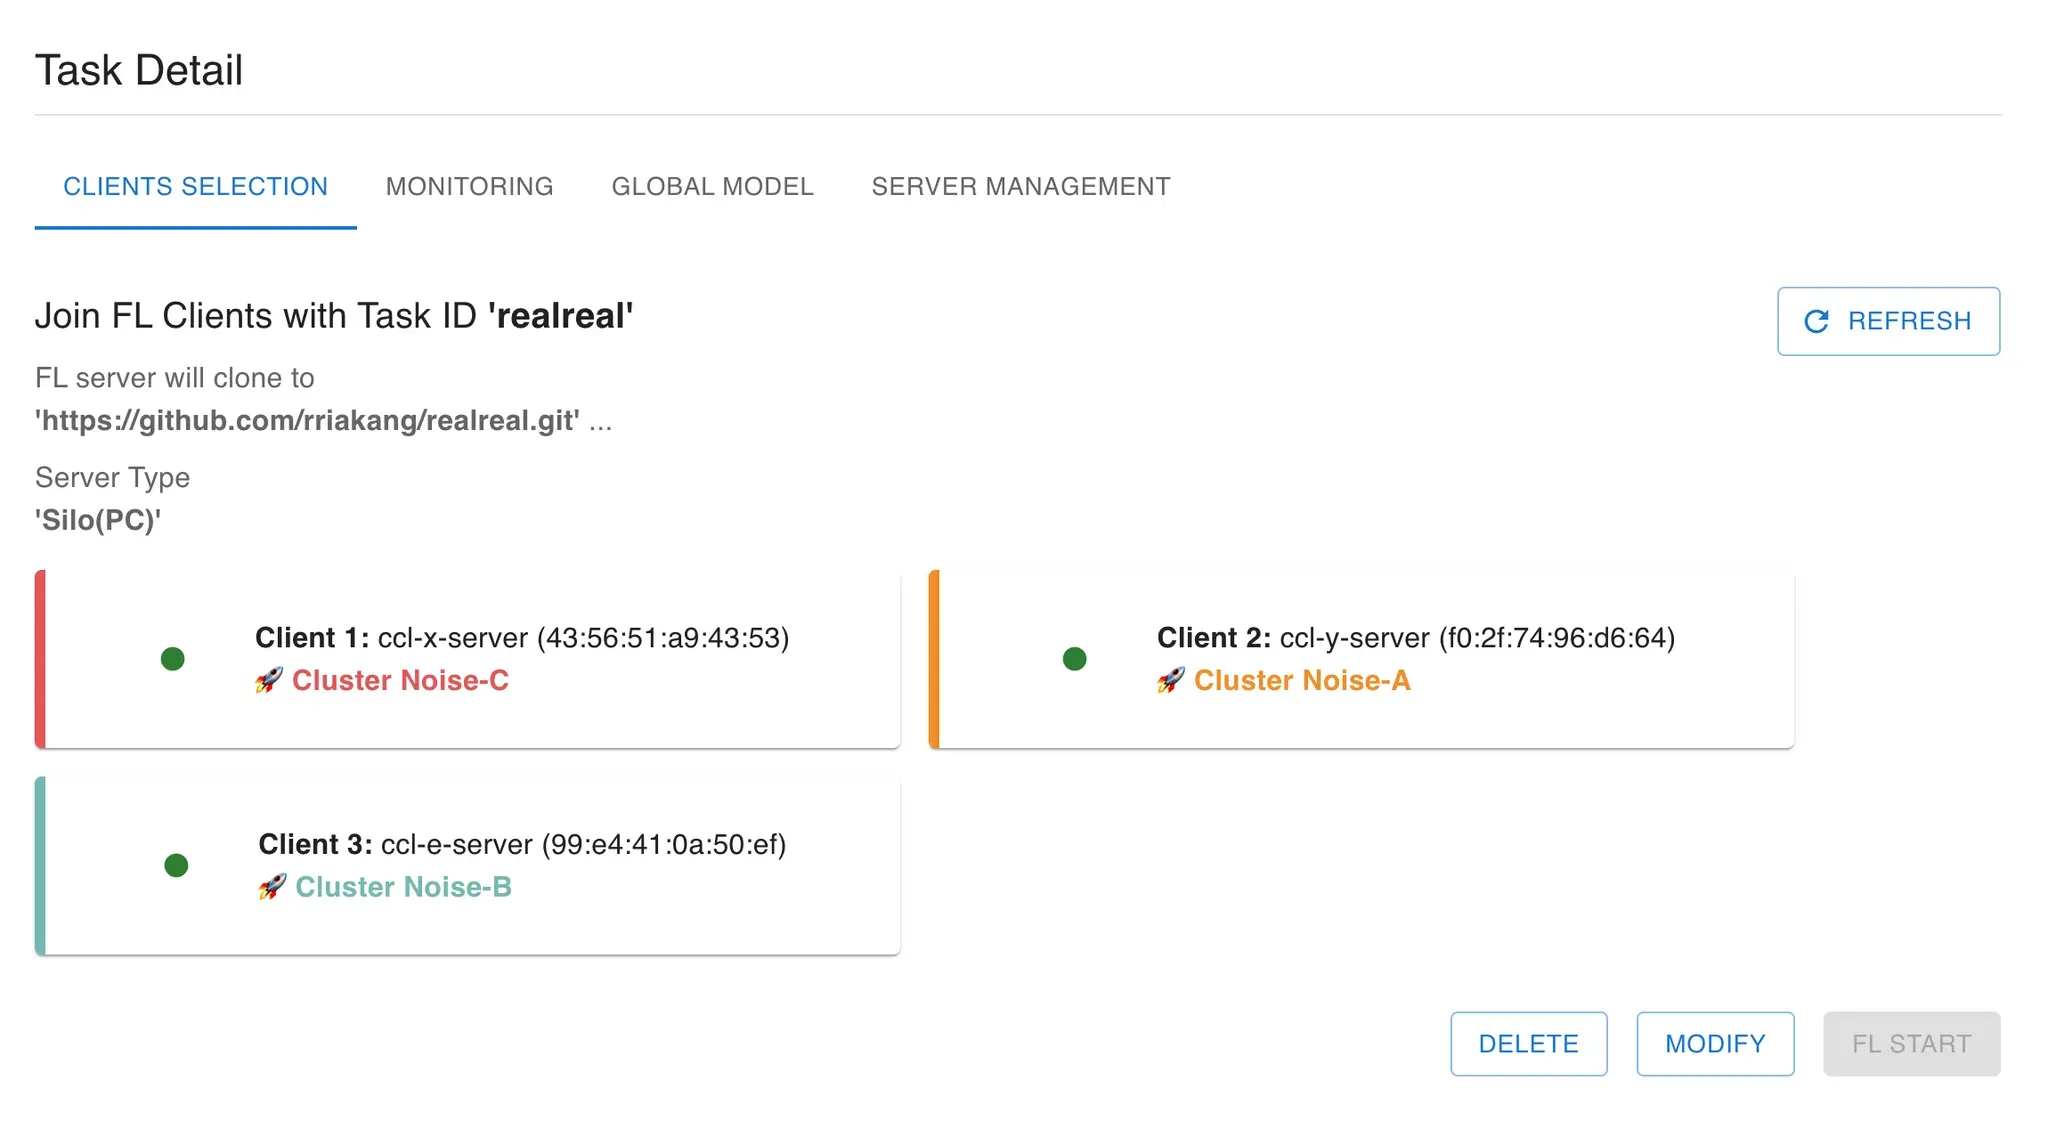 Task Detail
CLIENTS SELECTION MONITORING GLOBAL MODEL SERVER MANAGEMENT
Join FL Clients with Task ID 'realreal'
REFRESH
FL server will clone to
'https://github.com/rriakang/realreal.git' ...
Server Type
'Silo(PC)'
Client 1: ccl-x-server (43:56:51:a9:43:53)
🚀 Cluster Noise-C
Client 2: ccl-y-server (f0:2f:74:96:d6:64)
🚀 Cluster Noise-A
Client 3: ccl-e-server (99:e4:41:0a:50:ef)
🚀 Cluster Noise-B
DELETE MODIFY FL START